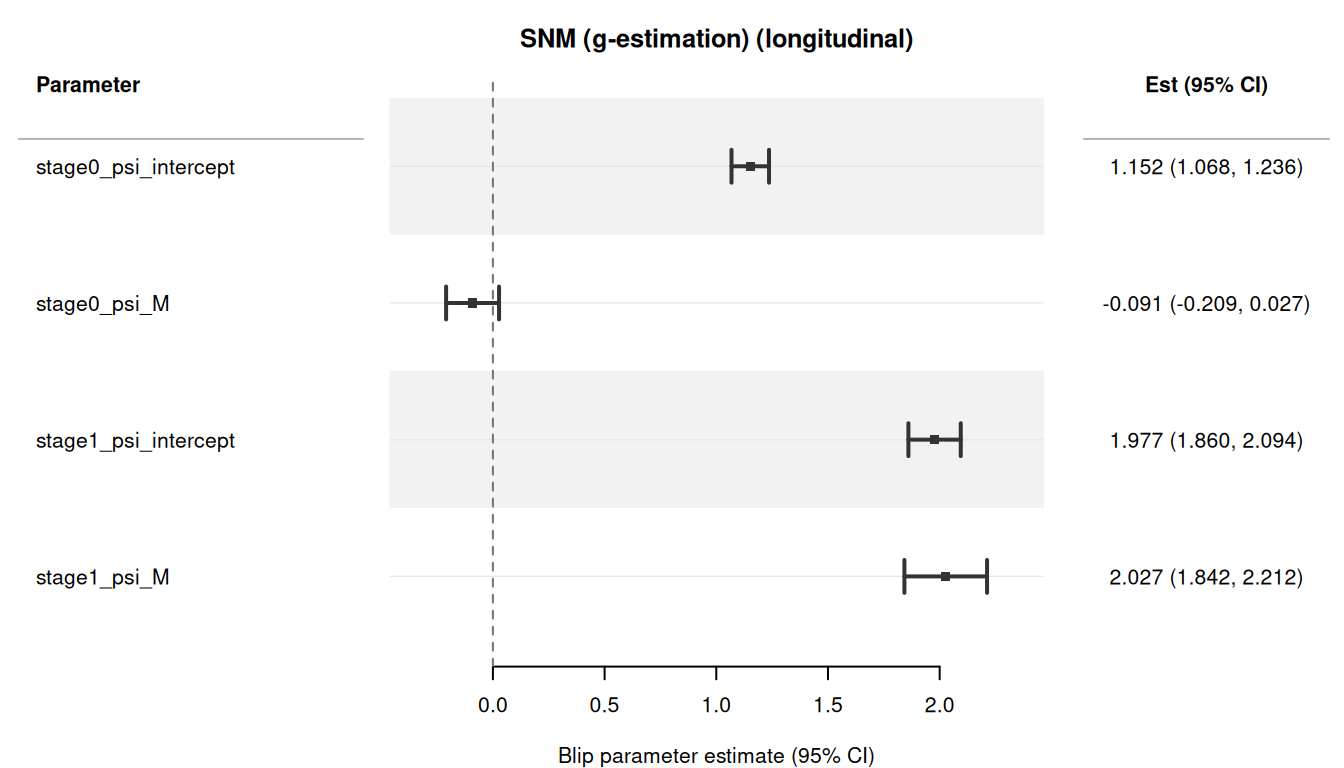 SNM (g-estimation) (longitudinal)
Parameter Est (95% CI)
stage0_psi_intercept 1.152 (1.068, 1.236)
stage0_psi_M -0.091 (-0.209, 0.027)
stage1_psi_intercept 1.977 (1.860, 2.094)
stage1_psi_M 2.027 (1.842, 2.212)
0.0 0.5 1.0 1.5 2.0
Blip parameter estimate (95% CI)